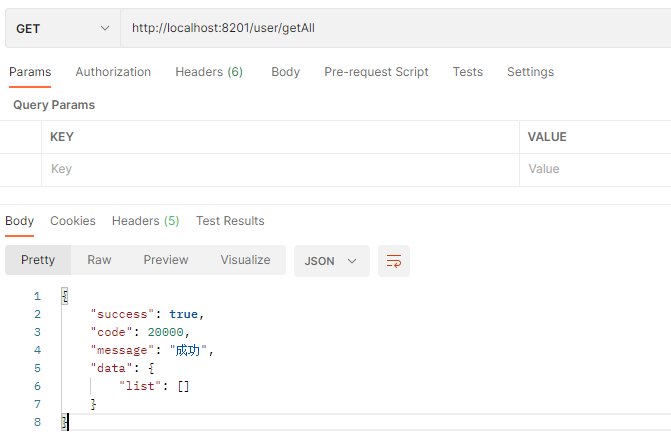 GET http://localhost:8201/user/getAll
Params Authorization Headers (6) Body Pre-request Script Tests Settings
Query Params
KEY VALUE
Key Value
Body Cookies Headers (5) Test Results
Pretty Raw Preview Visualize JSON
1 {
2 "success": true,
3 "code": 20000,
4 "message": "成功",
5 "data": {
6 "list": []
7 }
8 }